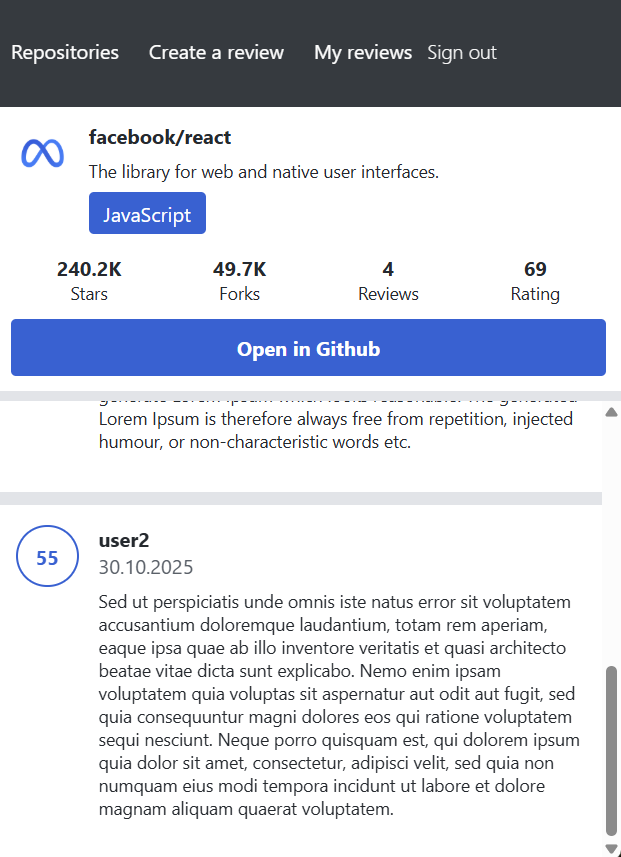 Repositories Create a review My reviews Sign out
facebook/react
The library for web and native user interfaces.
JavaScript
240.2K 49.7K 4 69
Stars Forks Reviews Rating
Open in Github
Lorem Ipsum is therefore always free from repetition, injected
humour, or non-characteristic words etc.
user2
55
30.10.2025
Sed ut perspiciatis unde omnis iste natus error sit voluptatem
accusantium doloremque laudantium, totam rem aperiam,
eaque ipsa quae ab illo inventore veritatis et quasi architecto
beatae vitae dicta sunt explicabo. Nemo enim ipsam
voluptatem quia voluptas sit aspernatur aut odit aut fugit, sed
quia consequuntur magni dolores eos qui ratione voluptatem
sequi nesciunt. Neque porro quisquam est, qui dolorem ipsum
quia dolor sit amet, consectetur, adipisci velit, sed quia non
numquam eius modi tempora incidunt ut labore et dolore
magnam aliquam quaerat voluptatem.